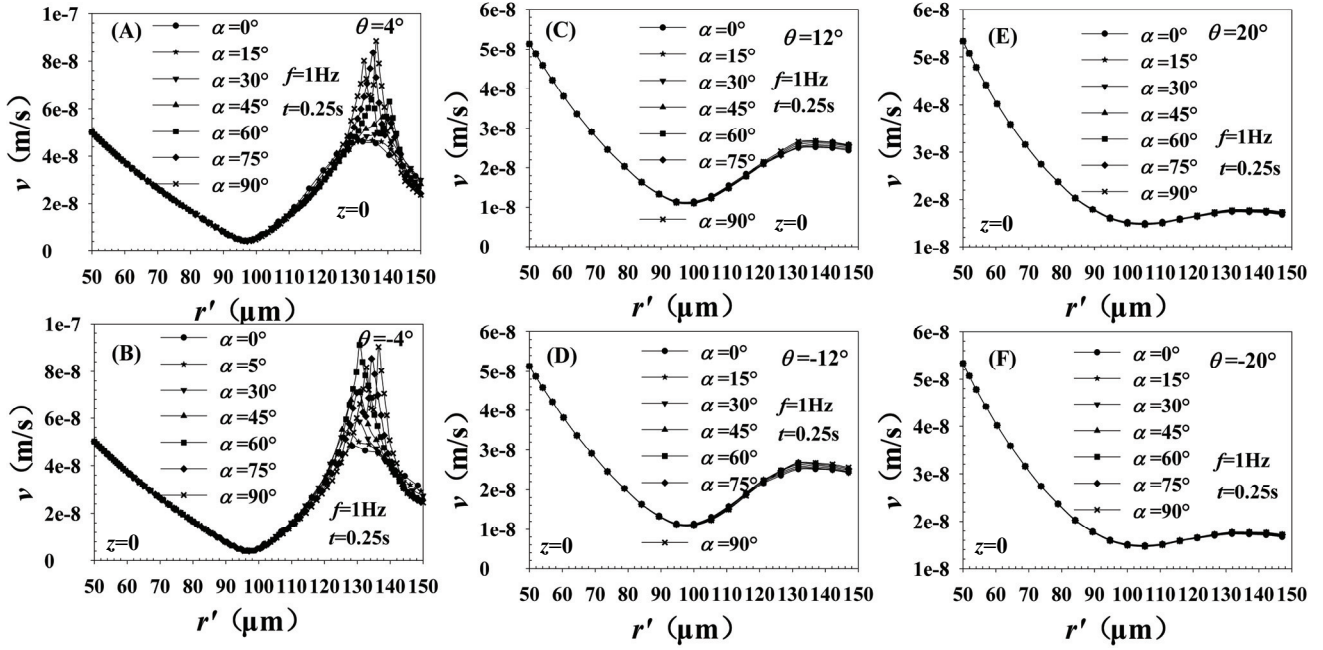 (A)
θ=4°
α=0°
α=15°
α=30°
α=45°
α=60°
α=75°
α=90°
f=1Hz
t=0.25s
z=0
1e-7
8e-8
6e-8
4e-8
2e-8
0
v (m/s)
50 60 70 80 90 100 110 120 130 140 150
r′ (μm)
(C)
θ=12°
α=0°
α=15°
α=30°
α=45°
α=60°
α=75°
α=90°
f=1Hz
t=0.25s
z=0
6e-8
5e-8
4e-8
3e-8
2e-8
1e-8
0
v (m/s)
50 60 70 80 90 100 110 120 130 140 150
r′ (μm)
(E)
θ=20°
α=0°
α=15°
α=30°
α=45°
α=60°
α=75°
α=90°
f=1Hz
t=0.25s
z=0
6e-8
5e-8
4e-8
5e-8
2e-8
1e-8
v (m/s)
50 60 70 80 90 100 110 120 130 140 150
r′ (μm)
(B)
θ=-4°
α=0°
α=5°
α=30°
α=45°
α=60°
α=75°
α=90°
f=1Hz
t=0.25s
z=0
1e-7
8e-8
6e-8
4e-8
2e-8
0
v (m/s)
50 60 70 80 90 100 110 120 130 140 150
r′ (μm)
(D)
θ=-12°
α=0°
α=15°
α=30°
α=45°
α=60°
α=75°
α=90°
f=1Hz
t=0.25s
z=0
6e-8
5e-8
4e-8
3e-8
2e-8
1e-8
0
v (m/s)
50 60 70 80 90 100 110 120 130 140 150
r′ (μm)
(F)
θ=-20°
α=0°
α=15°
α=30°
α=45°
α=60°
α=75°
α=90°
f=1Hz
t=0.25s
z=0
6e-8
5e-8
4e-8
5e-8
2e-8
1e-8
v (m/s)
50 60 70 80 90 100 110 120 130 140 150
r′ (μm)